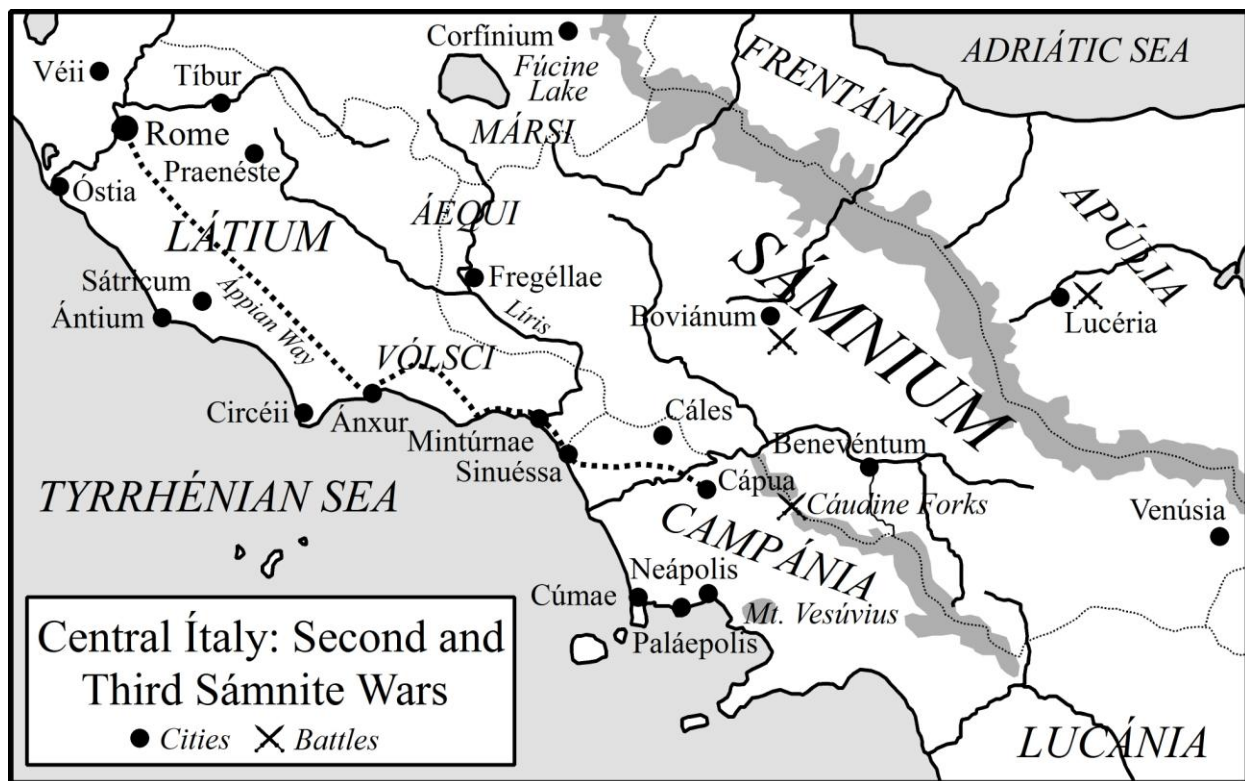 Corfínium
ADRIÁTIC SEA
Véii
Tíbur
Fúcine
Lake
FRENTÁNI
Rome
MÁRSI
Praenéste
Óstia
ÁEQUI
APÚLIA
LÁTIUM
SÁMNIUM
Sátricum
Fregéllae
Ántium
Appian Way
Líris
Boviánum
Lucéria
VÓLSCI
Circéii
Ánxur
Mintúrnae
Cáles
Sinuéssa
Benevéntum
TYRRHÉNIAN SEA
Cápua
Cáudine Forks
Venúsia
CAMPÁNIA
Neápolis
Cúmae
Mt. Vesúvius
Paláepolis
Central Ítaly: Second and
Third Sámnite Wars
Cities Battles
LUCÁNIA